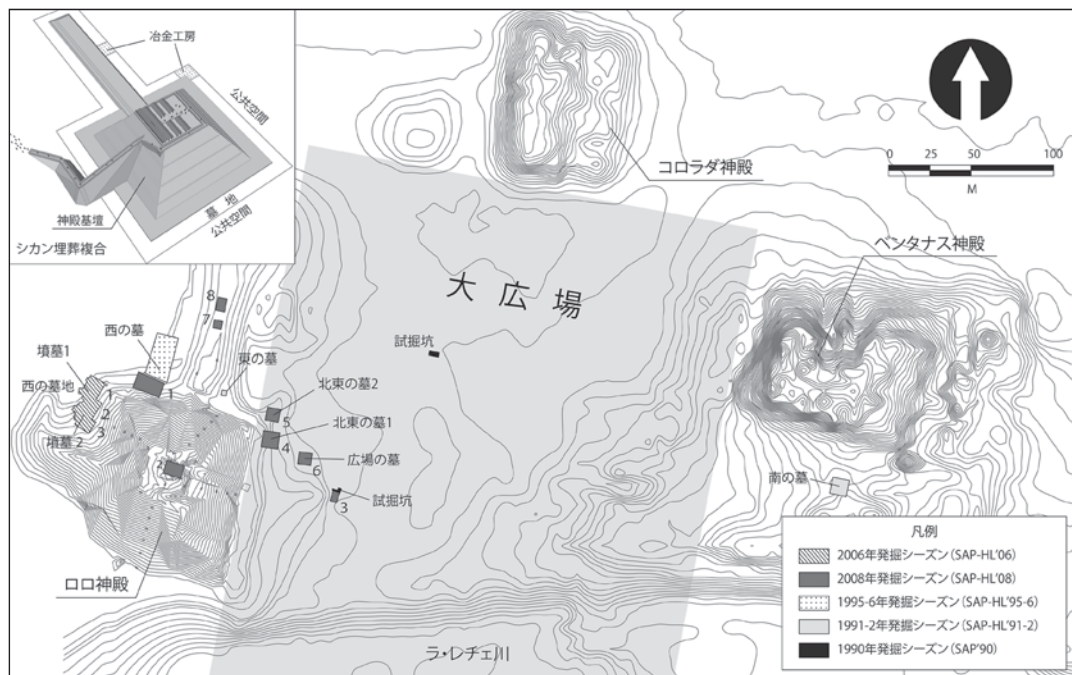 冶金工房
公共空間
神殿基壇
墓 地
公共空間
シカン埋葬複合
コロラダ神殿
0 25 50 100
M
ベンタナス神殿
大広場
8
7
西の墓
墳墓1
西の墓地
東の墓
試掘坑
1
1
2
3
墳墓2
北東の墓2
5
北東の墓1
4
広場の墓
6
2
試掘坑
3
南の墓
ロロ神殿
ラ・レチェ川
凡例
2006年発掘シーズン(SAP-HL'06)
2008年発掘シーズン(SAP-HL'08)
1995-6年発掘シーズン(SAP-HL'95-6)
1991-2年発掘シーズン(SAP-HL'91-2)
1990年発掘シーズン(SAP'90)